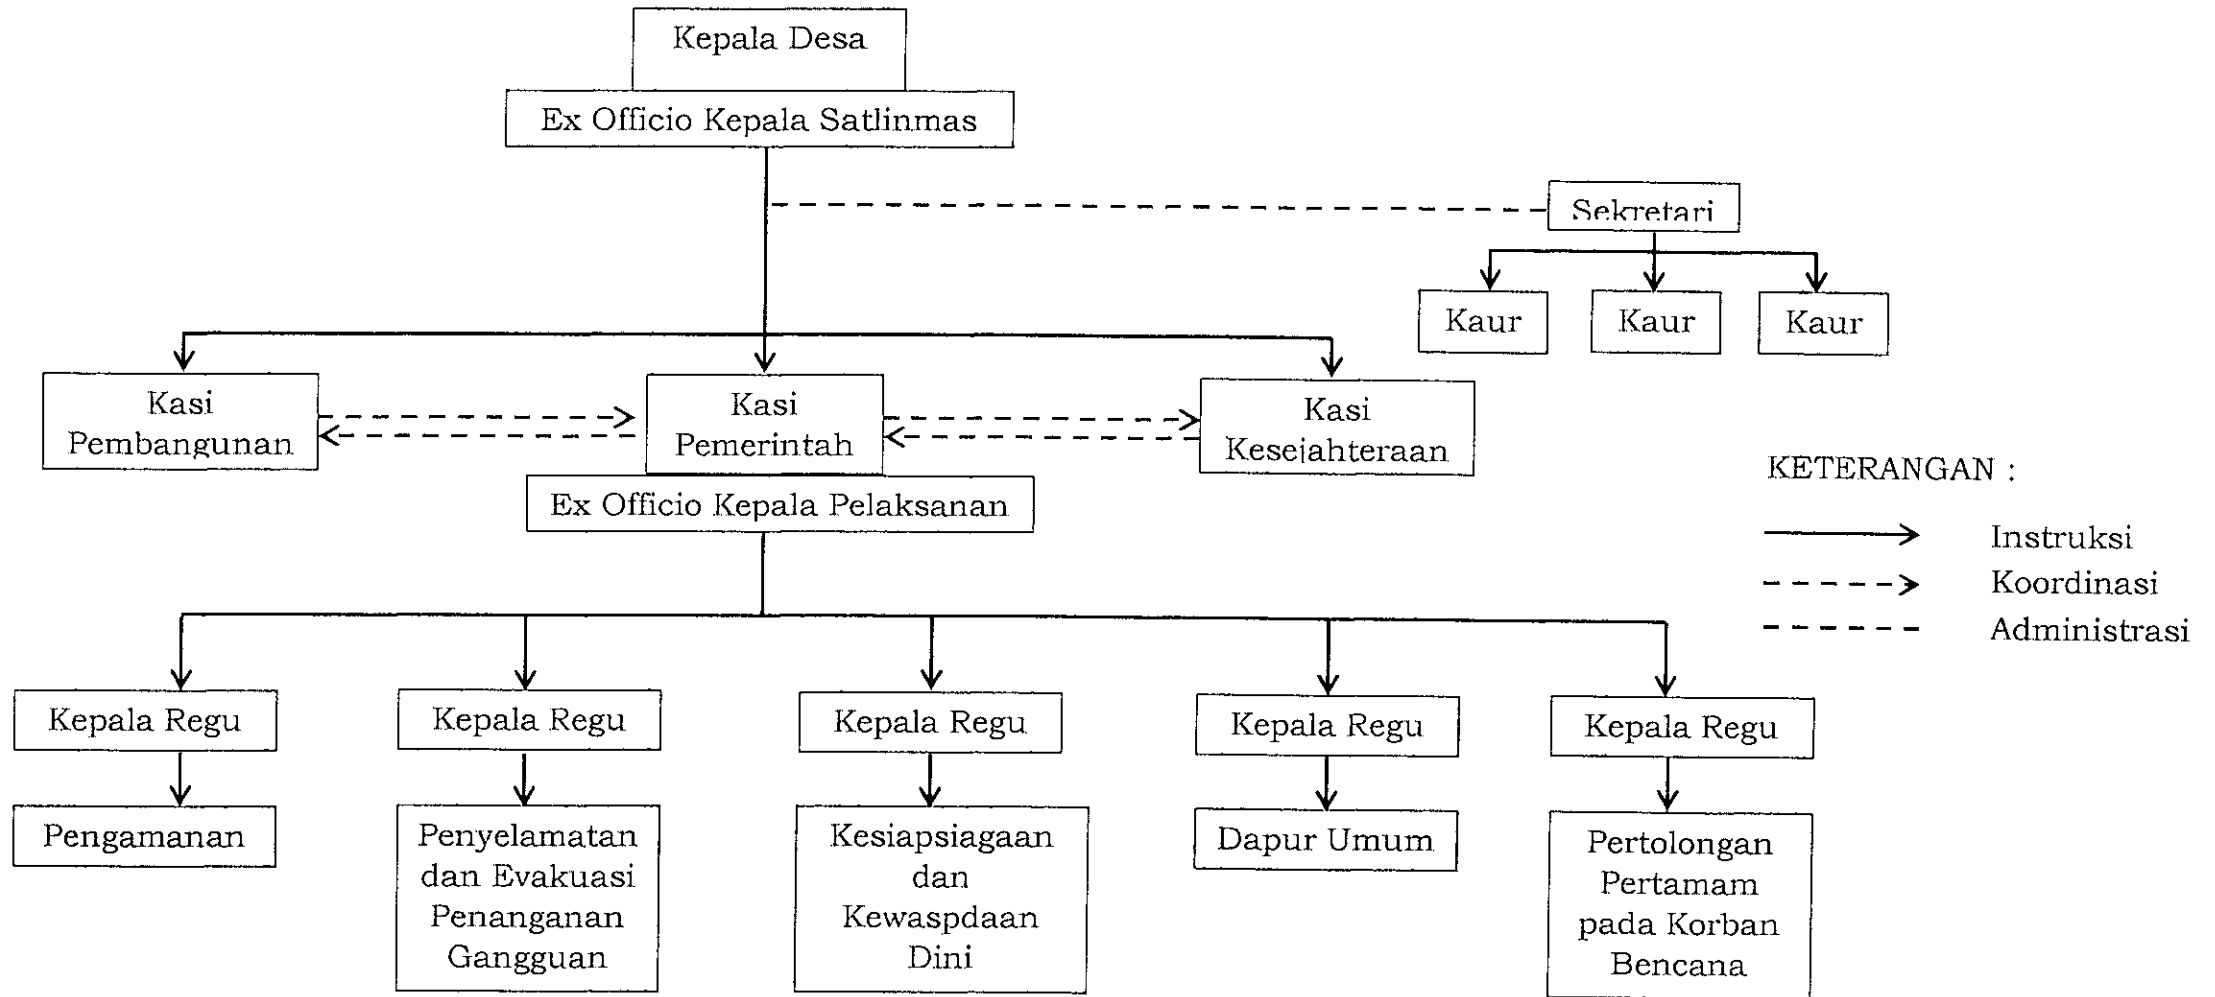 Kepala Desa
Ex Officio Kepala Satlinmas
Sekretari
Kaur
Kaur
Kaur
Kasi
Pembangunan
Kasi
Pemerintah
Kasi
Kesejahteraan
Ex Officio Kepala Pelaksanan
KETERANGAN :
Instruksi
Koordinasi
Administrasi
Kepala Regu
Kepala Regu
Kepala Regu
Kepala Regu
Kepala Regu
Pengamanan
Penyelamatan
dan Evakuasi
Penanganan
Gangguan
Kesiapsiagaan
dan
Kewaspdaan
Dini
Dapur Umum
Pertolongan
Pertamam
pada Korban
Bencana